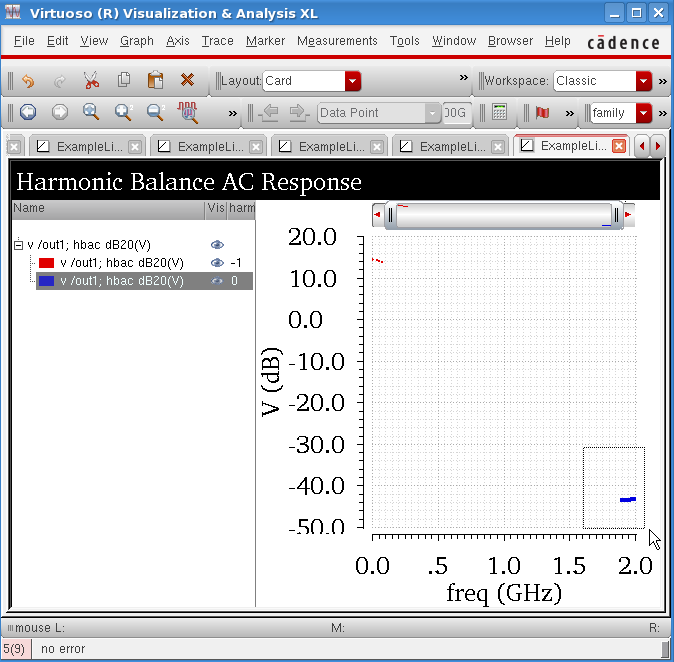 Virtuoso (R) Visualization & Analysis XL
File Edit View Graph Axis Trace Marker Measurements Tools Window Browser Help cādence
Layout: Card » Workspace: Classic »
» Data Point 00G » family »
ExampleLi... ExampleLi... ExampleLi... ExampleLi... ExampleLi...
Harmonic Balance AC Response
Name Vis harm
v /out1; hbac dB20(V)
v /out1; hbac dB20(V) -1
v /out1; hbac dB20(V) 0
20.0
10.0
0.0
-10.0
-20.0
-30.0
-40.0
-50.0
V (dB)
0.0 .5 1.0 1.5 2.0
freq (GHz)
mouse L: M: R:
5(9) no error